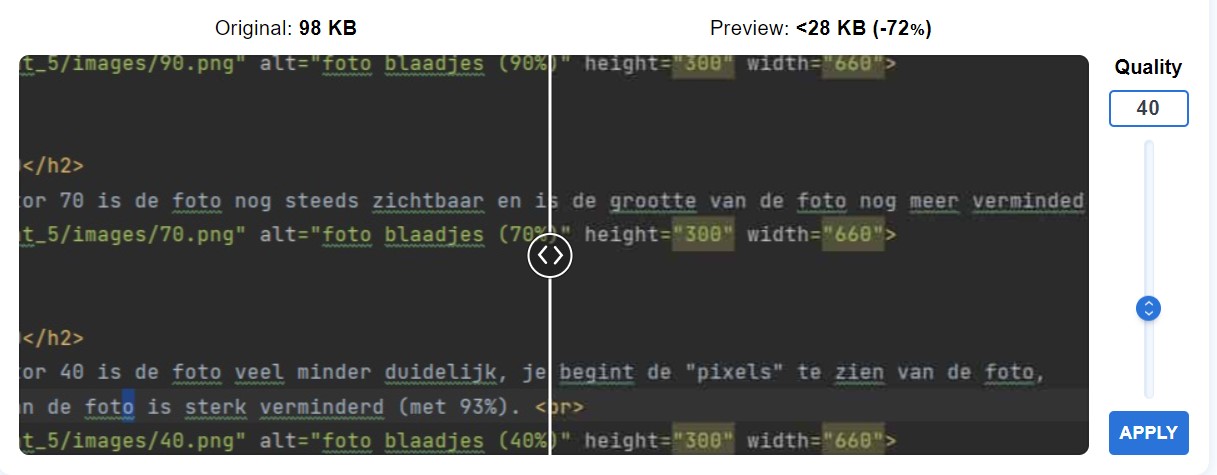 Original: 98 KB
Preview: <28 KB (-72%)
Quality
40
t_5/images/90.png" alt="foto blaadjes (90%)" height="300" width="660">
</h2>
or 70 is de foto nog steeds zichtbaar en is de grootte van de foto nog meer verminded
t_5/images/70.png" alt="foto blaadjes (70%)" height="300" width="660">
</h2>
or 40 is de foto veel minder duidelijk, je begint de "pixels" te zien van de foto,
n de foto is sterk verminderd (met 93%). <br>
t_5/images/40.png" alt="foto blaadjes (40%)" height="300" width="660">
APPLY